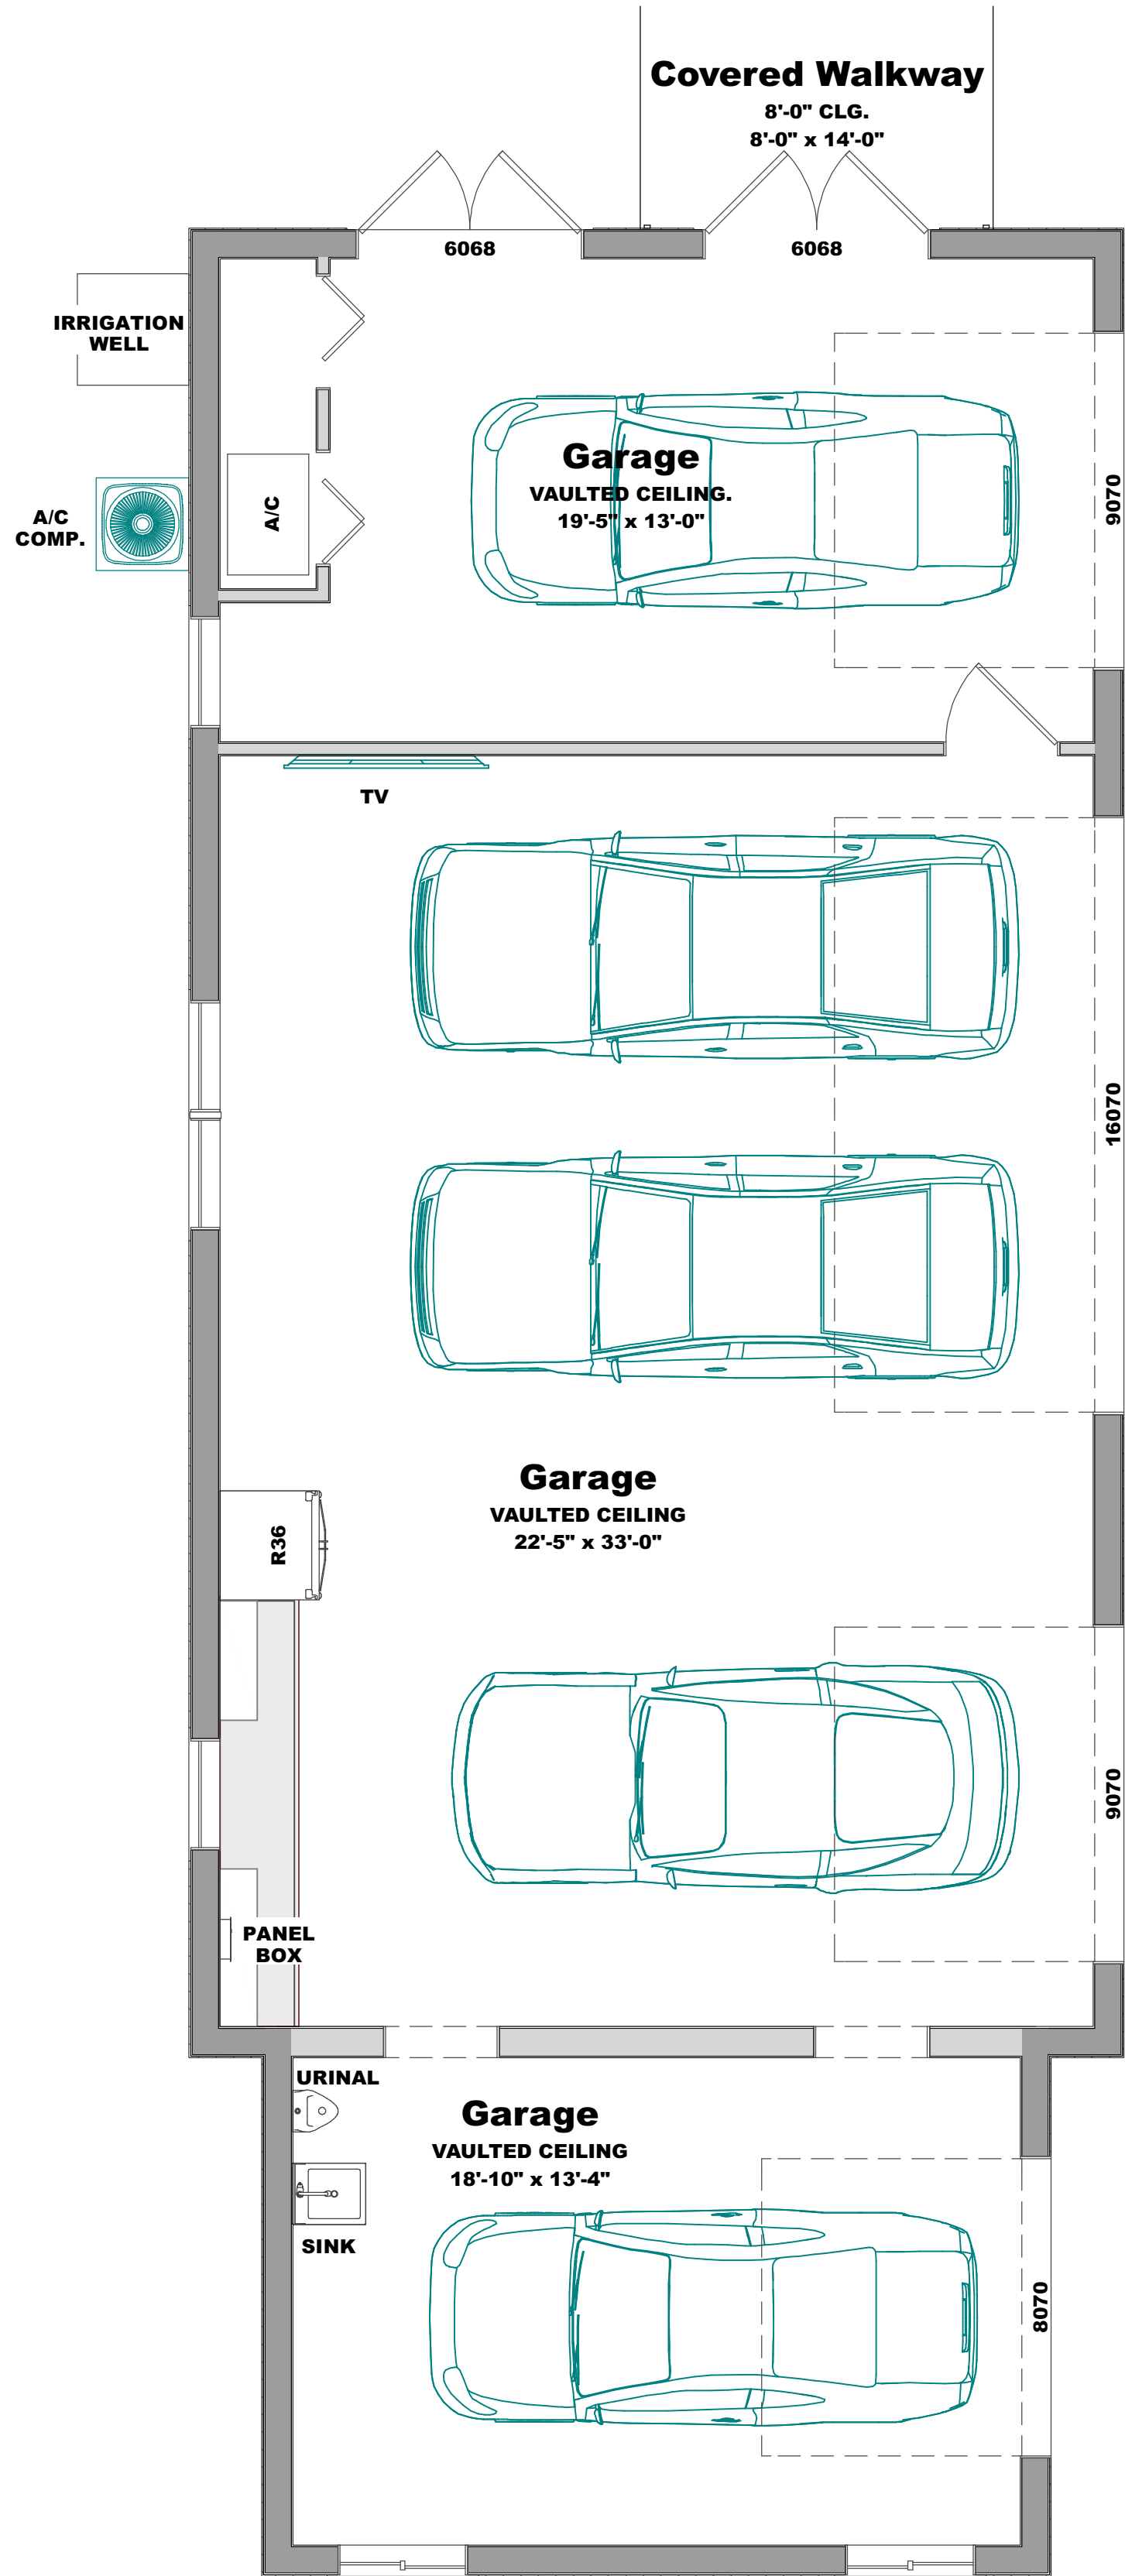 Covered Walkway
8'-0" CLG.
8'-0" x 14'-0"
6068
6068
IRRIGATION
WELL
A/C
COMP.
A/C
Garage
VAULTED CEILING.
19'-5" x 13'-0"
9070
TV
16070
Garage
VAULTED CEILING
22'-5" x 33'-0"
R36
9070
PANEL
BOX
URINAL
Garage
VAULTED CEILING
18'-10" x 13'-4"
SINK
8070